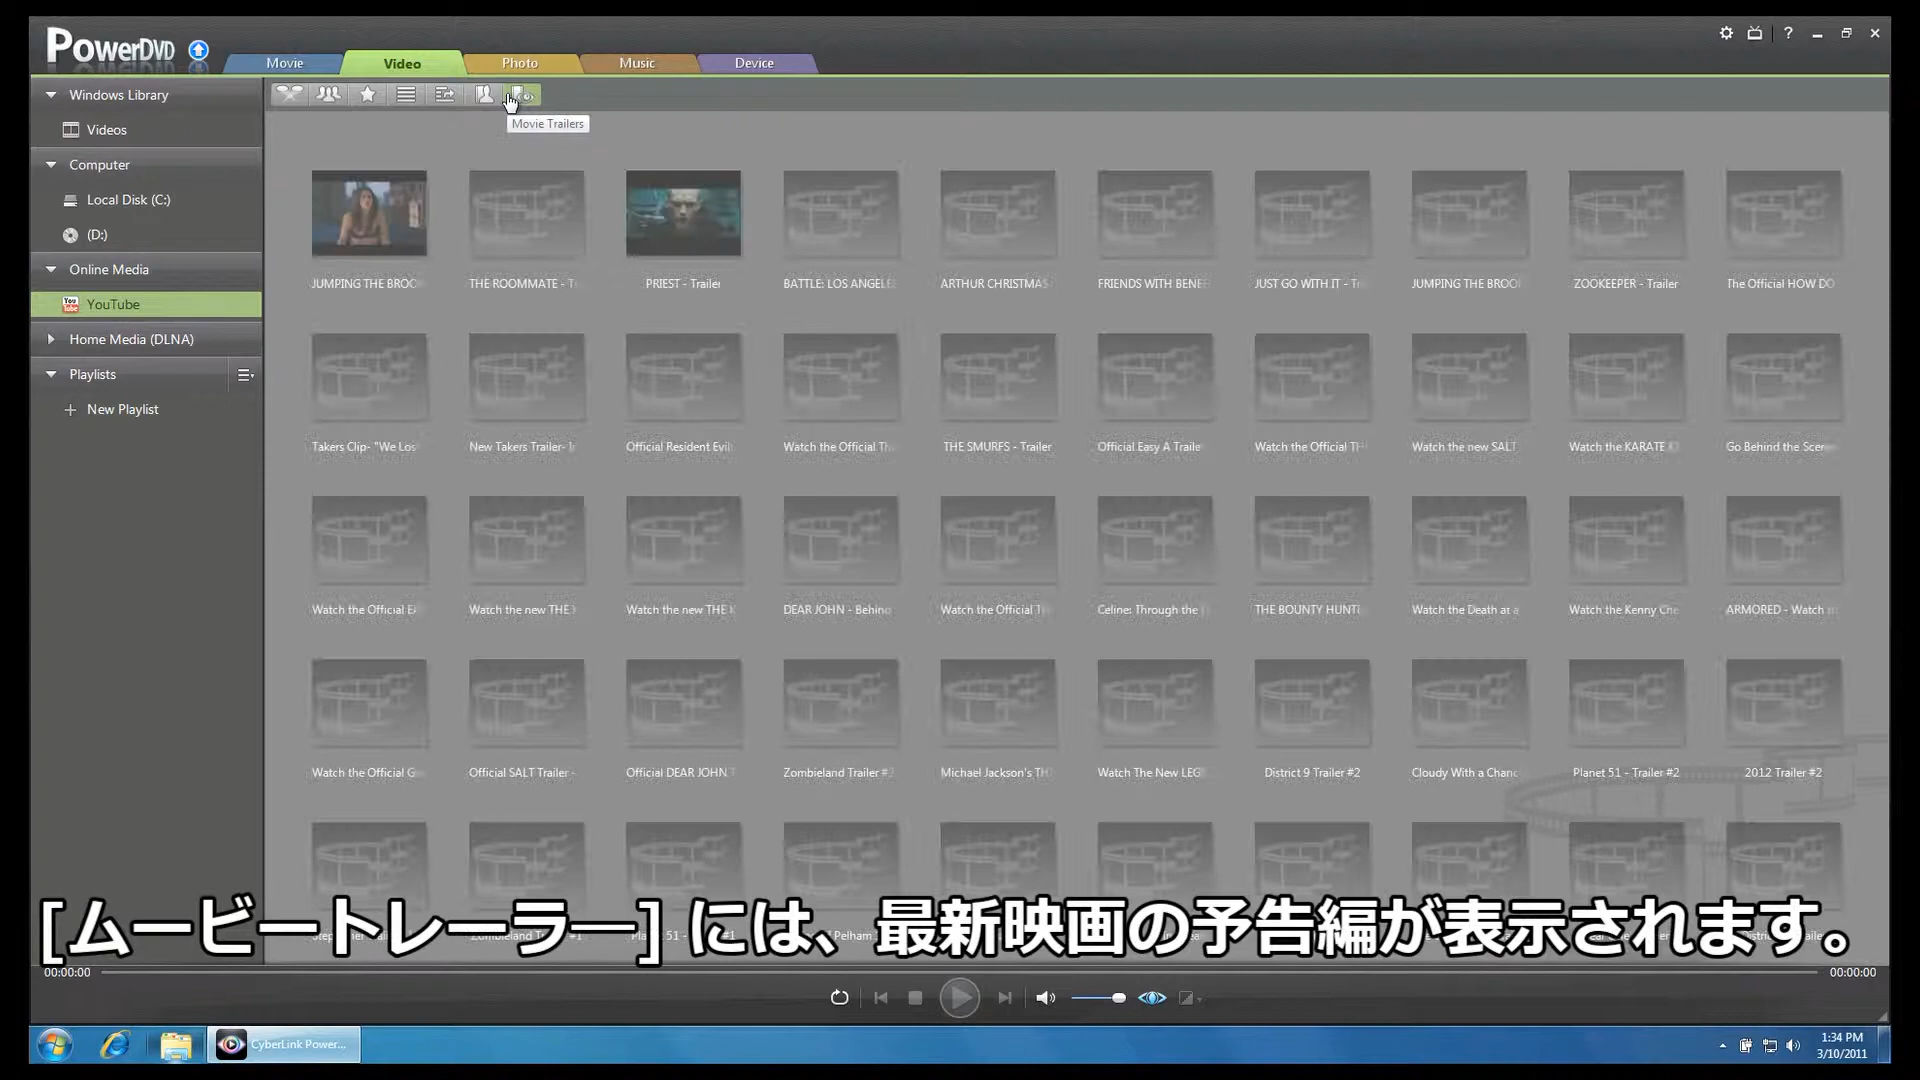 PowerDVD
Movie Video Photo Music Device
Windows Library
Videos
Computer
Local Disk (C:)
(D:)
Online Media
YouTube
Home Media (DLNA)
Playlists
New Playlist
Movie Trailers
JUMPING THE BROO THE ROOMMATE - T PRIEST - Trailer BATTLE: LOS ANGELE ARTHUR CHRISTMAS FRIENDS WITH BENE JUST GO WITH IT - Tr JUMPING THE BROO ZOOKEEPER - Trailer The Official HOW DO
Takers Clip- "We Los New Takers Trailer- I Official Resident Evil Watch the Official Th THE SMURFS - Trailer Official Easy A Traile Watch the Official TH Watch the new SALT Watch the KARATE K Go Behind the Scen
Watch the Official Watch the new THE Watch the new THE K DEAR JOHN - Behind Watch the Official T Celine: Through the THE BOUNTY HUNT Watch the Death at a Watch the Kenny Che ARMORED - Watch
Watch the Official G Official SALT Trailer - Official DEAR JOHN T Zombieland Trailer #2 Michael Jackson's TH Watch The New LEG District 9 Trailer #2 Cloudy With a Chanc Planet 51 - Trailer #2 2012 Trailer #2
[ムービートレーラー] には、最新映画の予告編が表示されます。
00:00:00 00:00:00
CyberLink Power...
1:34 PM
3/10/2011